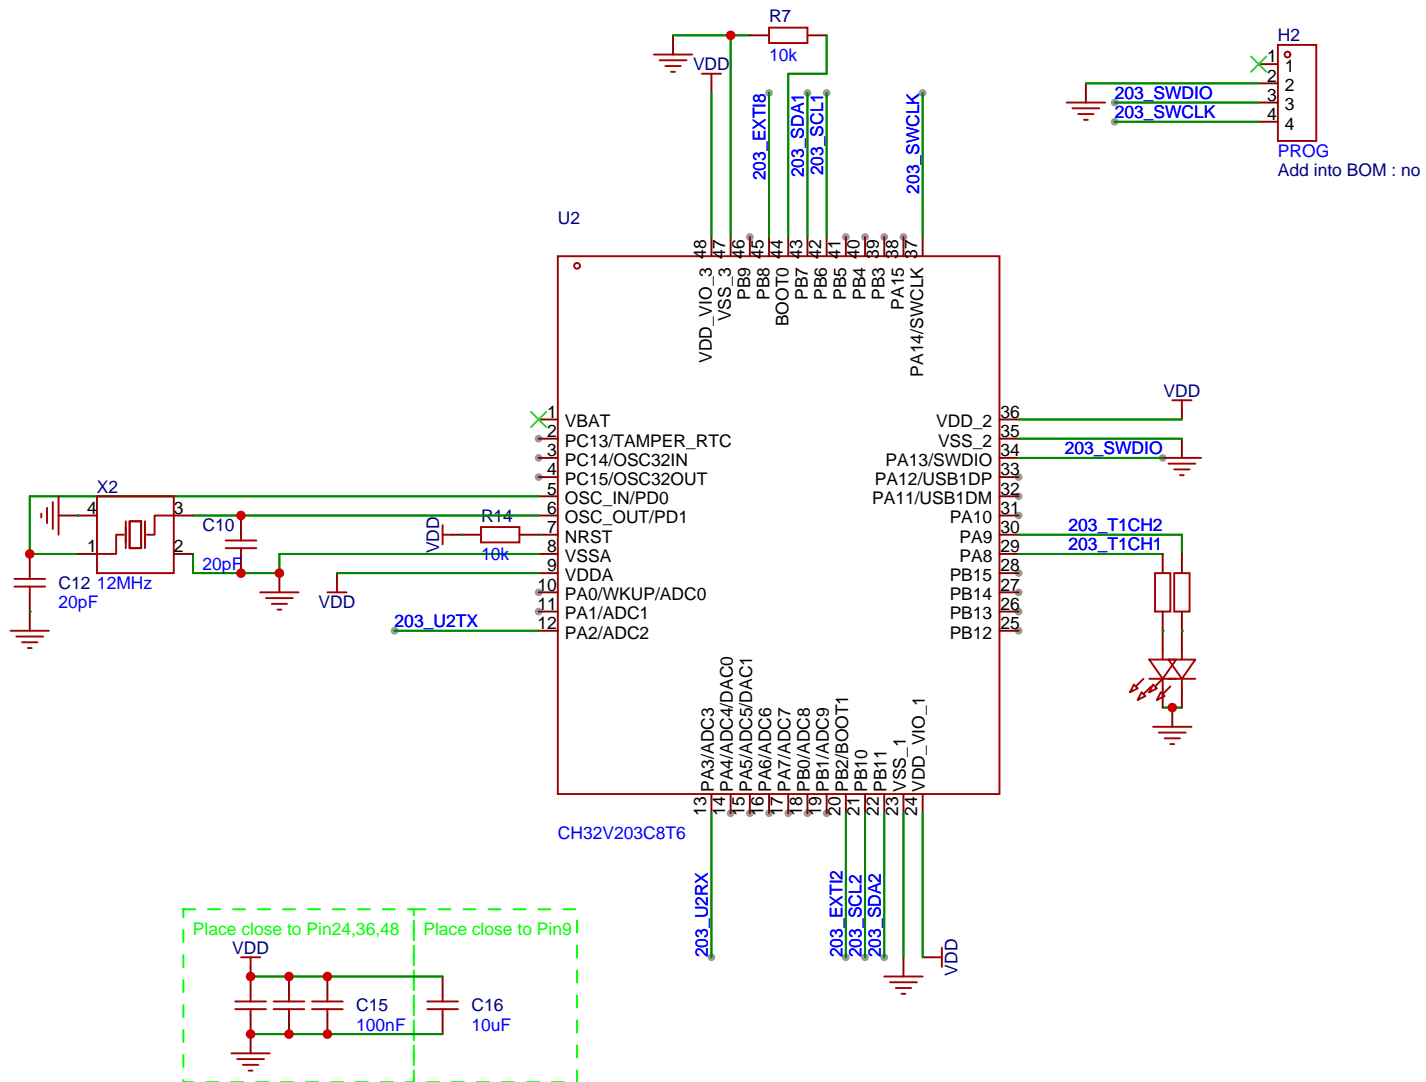 R7
10k
VDD
203_EXTI8
203_SDA1
203_SCL1
203_SWCLK
H2
1
1
2
2
203_SWDIO
3
3
203_SWCLK
4
4
PROG
Add into BOM : no
U2
48
47
46
45
44
43
42
41
40
39
38
37
VDD_VIO_3
VSS_3
PB9
PB8
BOOT0
PB7
PB6
PB5
PB4
PB3
PA15
PA14/SWCLK
1 VBAT
2 PC13/TAMPER_RTC
3 PC14/OSC32IN
4 PC15/OSC32OUT
5 OSC_IN/PD0
6 OSC_OUT/PD1
7 NRST
8 VSSA
9 VDDA
10 PA0/WKUP/ADC0
11 PA1/ADC1
12 PA2/ADC2
VDD
VDD_2 36
VSS_2 35
PA13/SWDIO 34
203_SWDIO
PA12/USB1DP 33
PA11/USB1DM 32
PA10 31
PA9 30
203_T1CH2
PA8 29
203_T1CH1
PB15 28
PB14 27
PB13 26
PB12 25
X2
4
3
1
2
12MHz
C10
20pF
C12
20pF
VDD
R14
10k
VDD
203_U2TX
PA3/ADC3
PA4/ADC4/DAC0
PA5/ADC5/DAC1
PA6/ADC6
PA7/ADC7
PB0/ADC8
PB1/ADC9
PB2/BOOT1
PB10
PB11
VSS_1
VDD_VIO_1
13
14
15
16
17
18
19
20
21
22
23
24
CH32V203C8T6
203_U2RX
203_EXTI2
203_SCL2
203_SDA2
VDD
Place close to Pin24,36,48
Place close to Pin9
VDD
C15
100nF
C16
10uF